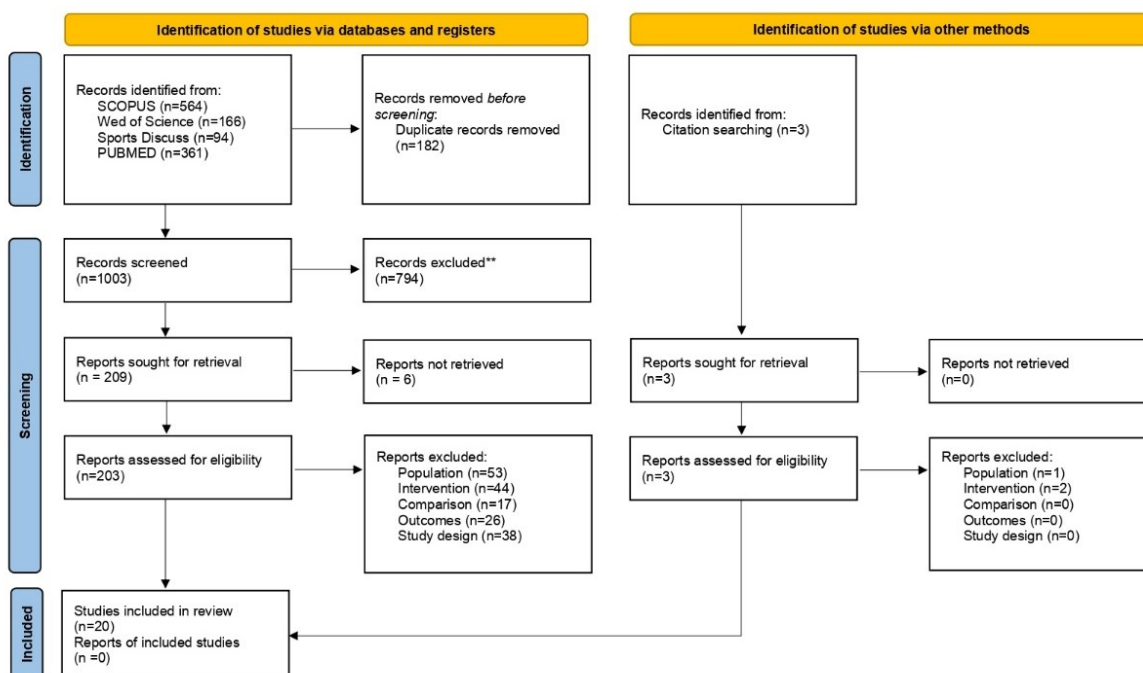 Identification of studies via databases and registers
Identification of studies via other methods
Identification
Records identified from:
SCOPUS (n=564)
Wed of Science (n=166)
Sports Discuss (n=94)
PUBMED (n=361)
Records removed before
screening:
Duplicate records removed
(n=182)
Records identified from:
Citation searching (n=3)
Screening
Records screened
(n=1003)
Records excluded**
(n=794)
Reports sought for retrieval
(n = 209)
Reports not retrieved
(n = 6)
Reports sought for retrieval
(n=3)
Reports not retrieved
(n=0)
Reports assessed for eligibility
(n=203)
Reports excluded:
Population (n=53)
Intervention (n=44)
Comparison (n=17)
Outcomes (n=26)
Study design (n=38)
Reports assessed for eligibility
(n=3)
Reports excluded:
Population (n=1)
Intervention (n=2)
Comparison (n=0)
Outcomes (n=0)
Study design (n=0)
Included
Studies included in review
(n=20)
Reports of included studies
(n =0)